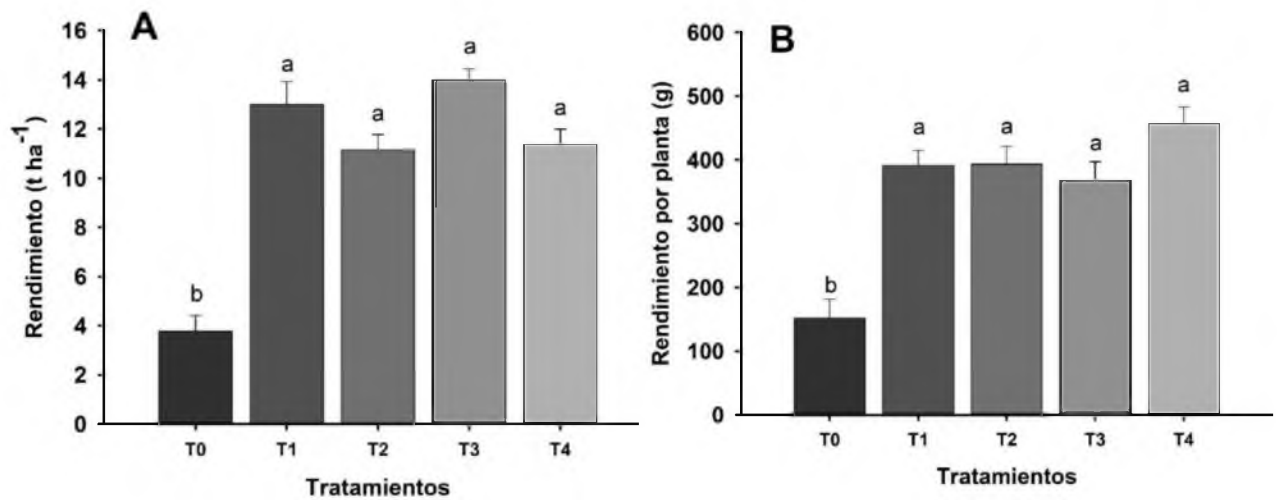 A
Rendimiento (t ha⁻¹)
16
14
12
10
8
6
4
2
0
b
a
a
a
a
T0
T1
T2
T3
T4
Tratamientos
B
Rendimiento por planta (g)
600
500
400
300
200
100
0
b
a
a
a
a
T0
T1
T2
T3
T4
Tratamientos